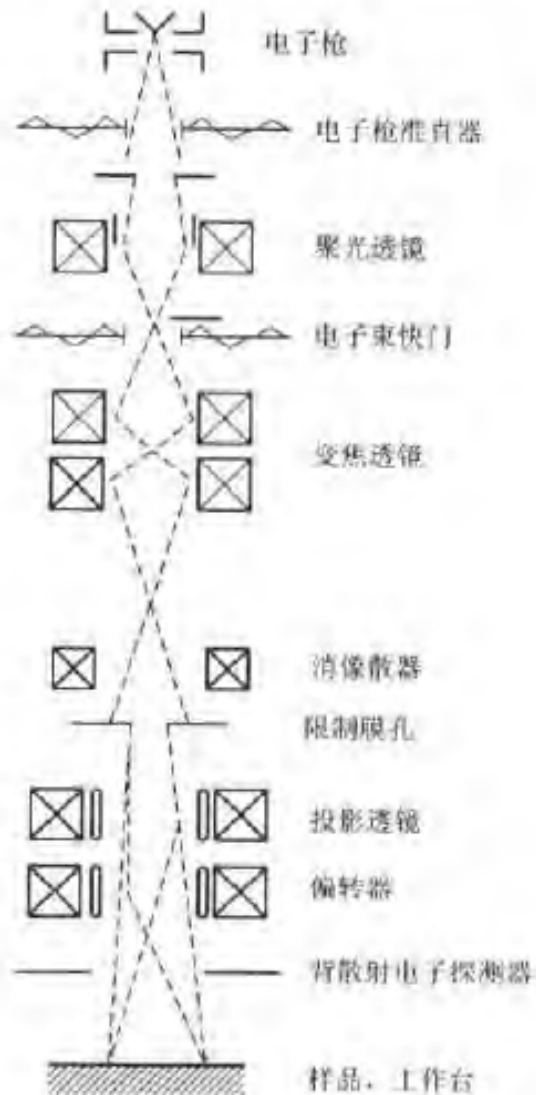 电子枪
电子枪准直器
聚光透镜
电子束快门
变焦透镜
消像散器
限制膜孔
投影透镜
偏转器
背散射电子探测器
样品、工作台